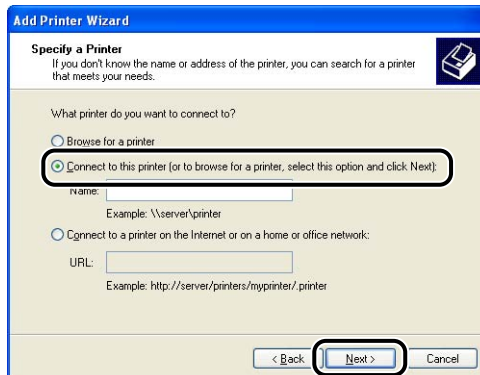 Add Printer Wizard
Specify a Printer
If you don't know the name or address of the printer, you can search for a printer
that meets your needs.
What printer do you want to connect to?
Browse for a printer
Connect to this printer (or to browse for a printer, select this option and click Next):
Name:
Example: \\server\printer
Connect to a printer on the Internet or on a home or office network:
URL:
Example: http://server/printers/myprinter/.printer
< Back Next > Cancel